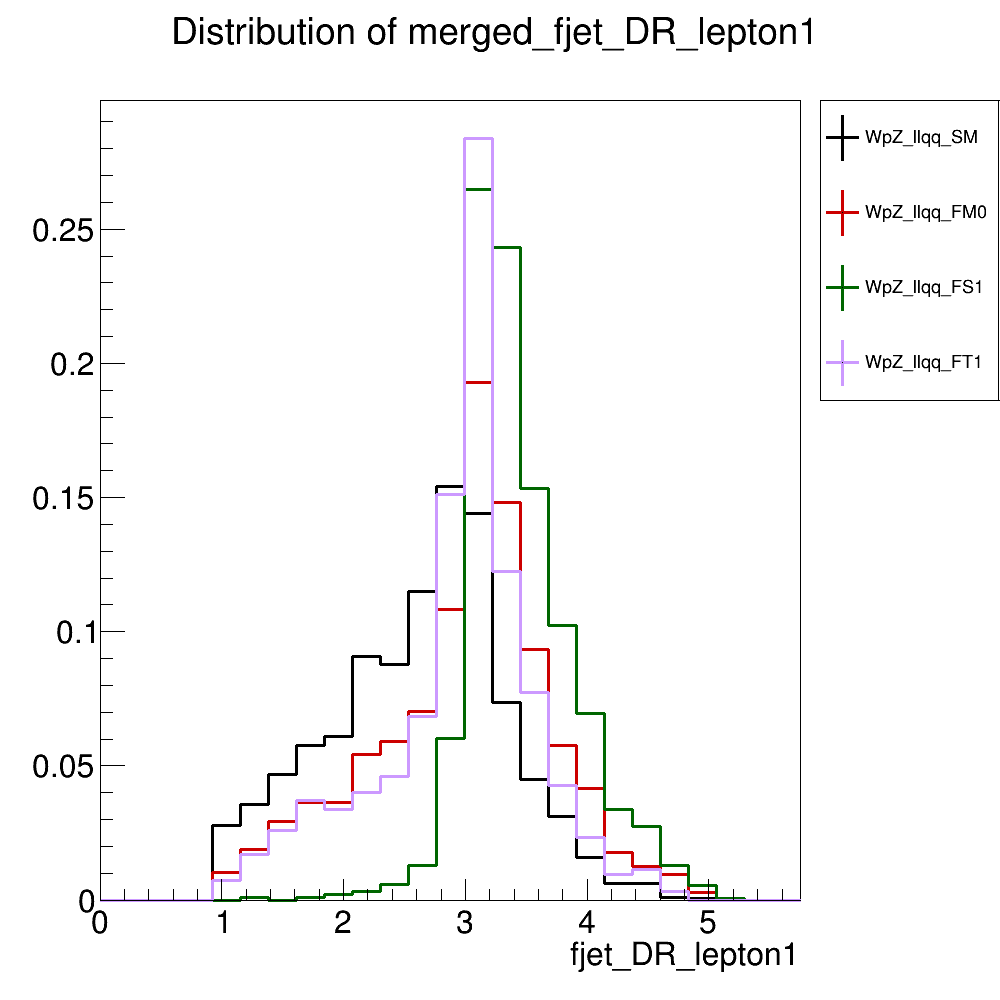 Distribution of merged_fjet_DR_lepton1
WpZ_llqq_SM
WpZ_llqq_FM0
WpZ_llqq_FS1
WpZ_llqq_FT1
0.25
0.2
0.15
0.1
0.05
0
0 1 2 3 4 5
fjet_DR_lepton1